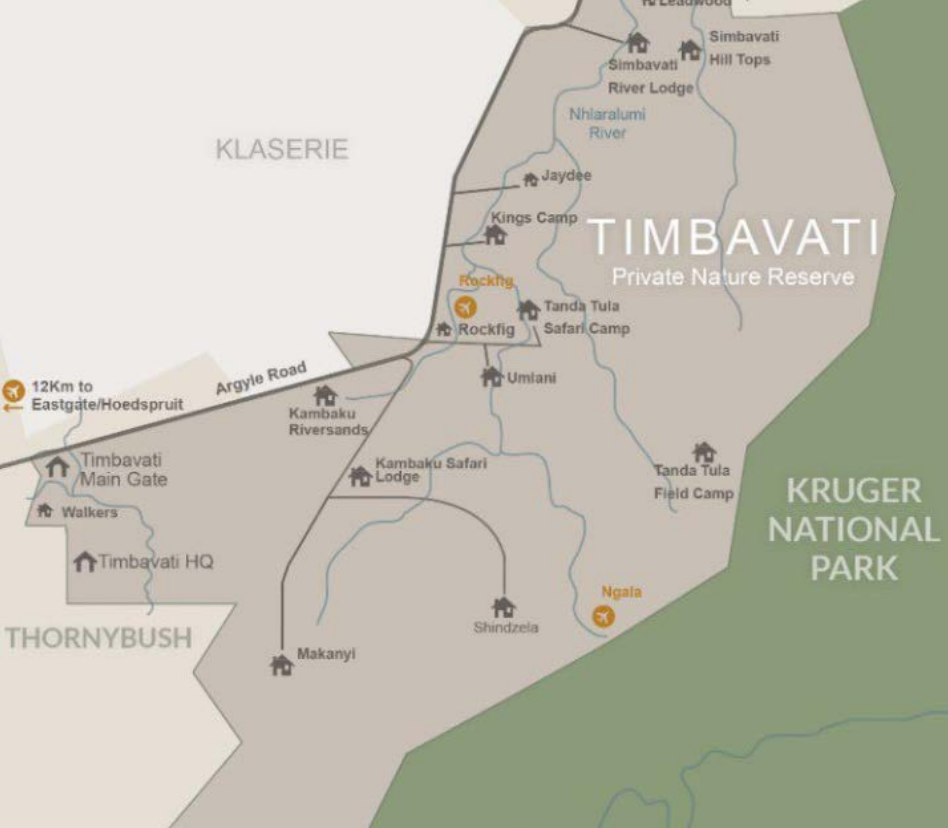 Leadwood
Simbavati
Hill Tops
Simbavati
River Lodge
Nhlaralumi
River
KLASERIE
Jaydee
Kings Camp
TIMBAVATI
Private Nature Reserve
Rockfig
Tanda Tula
Safari Camp
Rockfig
Argyle Road
Umlani
12Km to
Eastgate/Hoedspruit
Kambaku
Riversands
Timbavati
Main Gate
Kambaku Safari
Lodge
Tanda Tula
Field Camp
KRUGER
NATIONAL
PARK
Walkers
Timbavati HQ
Ngala
THORNYBUSH
Shindzela
Makanyi